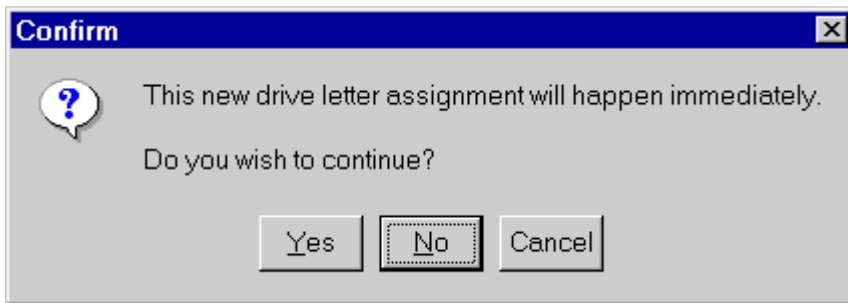 Confirm
This new drive letter assignment will happen immediately.
Do you wish to continue?
Yes No Cancel